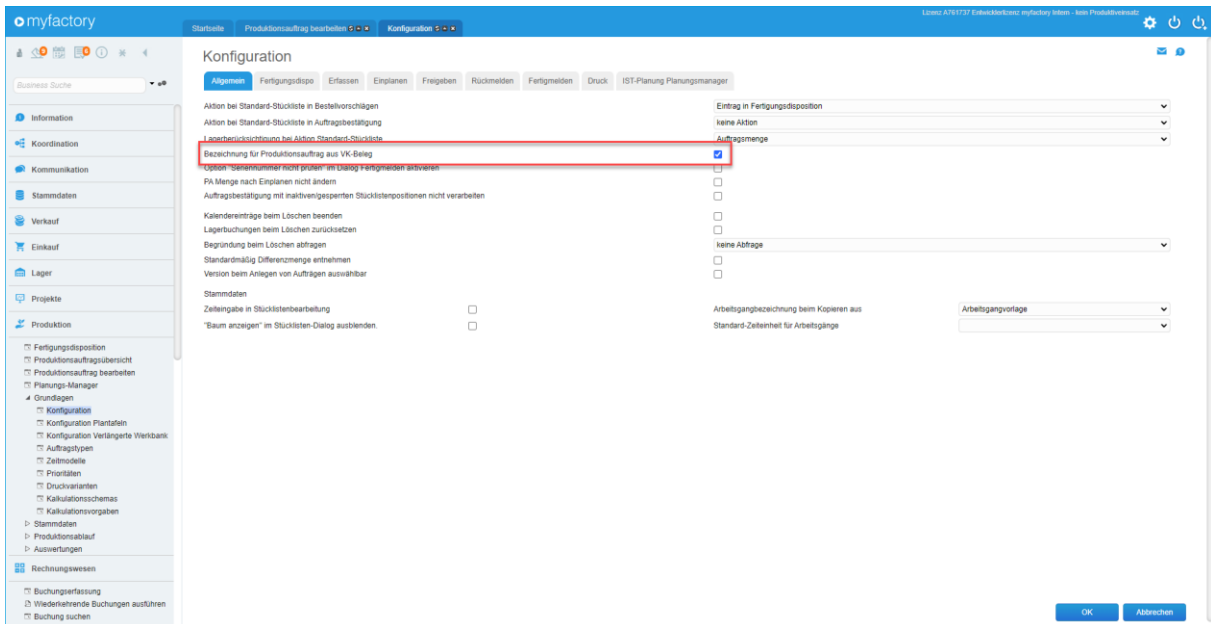 myfactory
Lizenz A761737 Entwicklerlizenz myfactory Intern - kein Produktiveinsatz
Startseite
Produktionsauftrag bearbeiten
Konfiguration
Business Suche
Information
Koordination
Kommunikation
Stammdaten
Verkauf
Einkauf
Lager
Projekte
Produktion
Fertigungsdisposition
Produktionsauftragsübersicht
Produktionsauftrag bearbeiten
Planungs-Manager
Grundlagen
Konfiguration
Konfiguration Plantafeln
Konfiguration Verlängerte Werkbank
Auftragstypen
Zeitmodelle
Prioritäten
Druckvarianten
Kalkulationsschemas
Kalkulationsvorgaben
Stammdaten
Produktionsablauf
Auswertungen
Rechnungswesen
Buchungserfassung
Wiederkehrende Buchungen ausführen
Buchung suchen
Konfiguration
Allgemein Fertigungsdispo Erfassen Einplanen Freigeben Rückmelden Fertigmelden Druck IST-Planung Planungsmanager
Aktion bei Standard-Stückliste in Bestellvorschlägen Eintrag in Fertigungsdisposition
Aktion bei Standard-Stückliste in Auftragsbestätigung keine Aktion
Lagerberücksichtigung bei Aktion Standard-Stückliste Auftragsmenge
Bezeichnung für Produktionsauftrag aus VK-Beleg
Option "Seriennummer nicht prüfen" im Dialog Fertigmelden aktivieren
PA Menge nach Einplanen nicht ändern
Auftragsbestätigung mit inaktiven/gesperrten Stücklistenpositionen nicht verarbeiten
Kalendereinträge beim Löschen beenden
Lagerbuchungen beim Löschen zurücksetzen
Begründung beim Löschen abfragen keine Abfrage
Standardmäßig Differenzmenge entnehmen
Version beim Anlegen von Aufträgen auswählbar
Stammdaten
Zeiteingabe in Stücklistenbearbeitung Arbeitsgangbezeichnung beim Kopieren aus Arbeitsgangvorlage
"Baum anzeigen" im Stücklisten-Dialog ausblenden. Standard-Zeiteinheit für Arbeitsgänge
OK Abbrechen